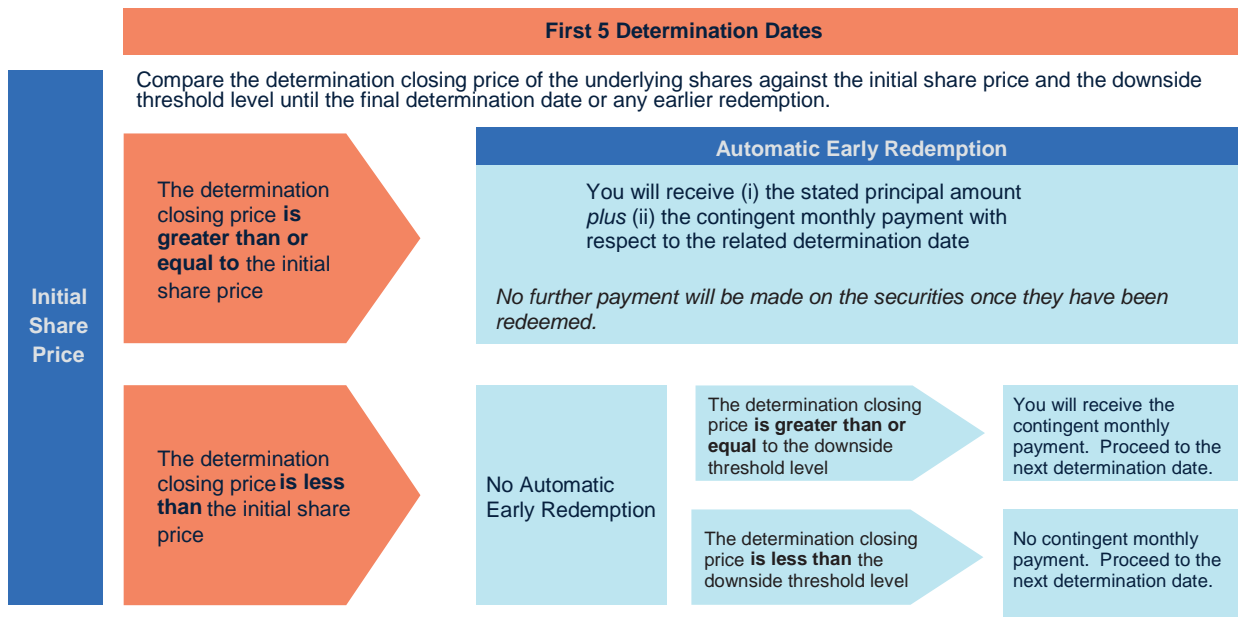 First 5 Determination Dates
Compare the determination closing price of the underlying shares against the initial share price and the downside
threshold level until the final determination date or any earlier redemption.
Initial
Share
Price
The determination
closing price is
greater than or
equal to the initial
share price
Automatic Early Redemption
You will receive (i) the stated principal amount
plus (ii) the contingent monthly payment with
respect to the related determination date
No further payment will be made on the securities once they have been
redeemed.
The determination
closing price is less
than the initial share
price
No Automatic
Early Redemption
The determination closing
price is greater than or
equal to the downside
threshold level
You will receive the
contingent monthly
payment. Proceed to the
next determination date.
The determination closing
price is less than the
downside threshold level
No contingent monthly
payment. Proceed to the
next determination date.